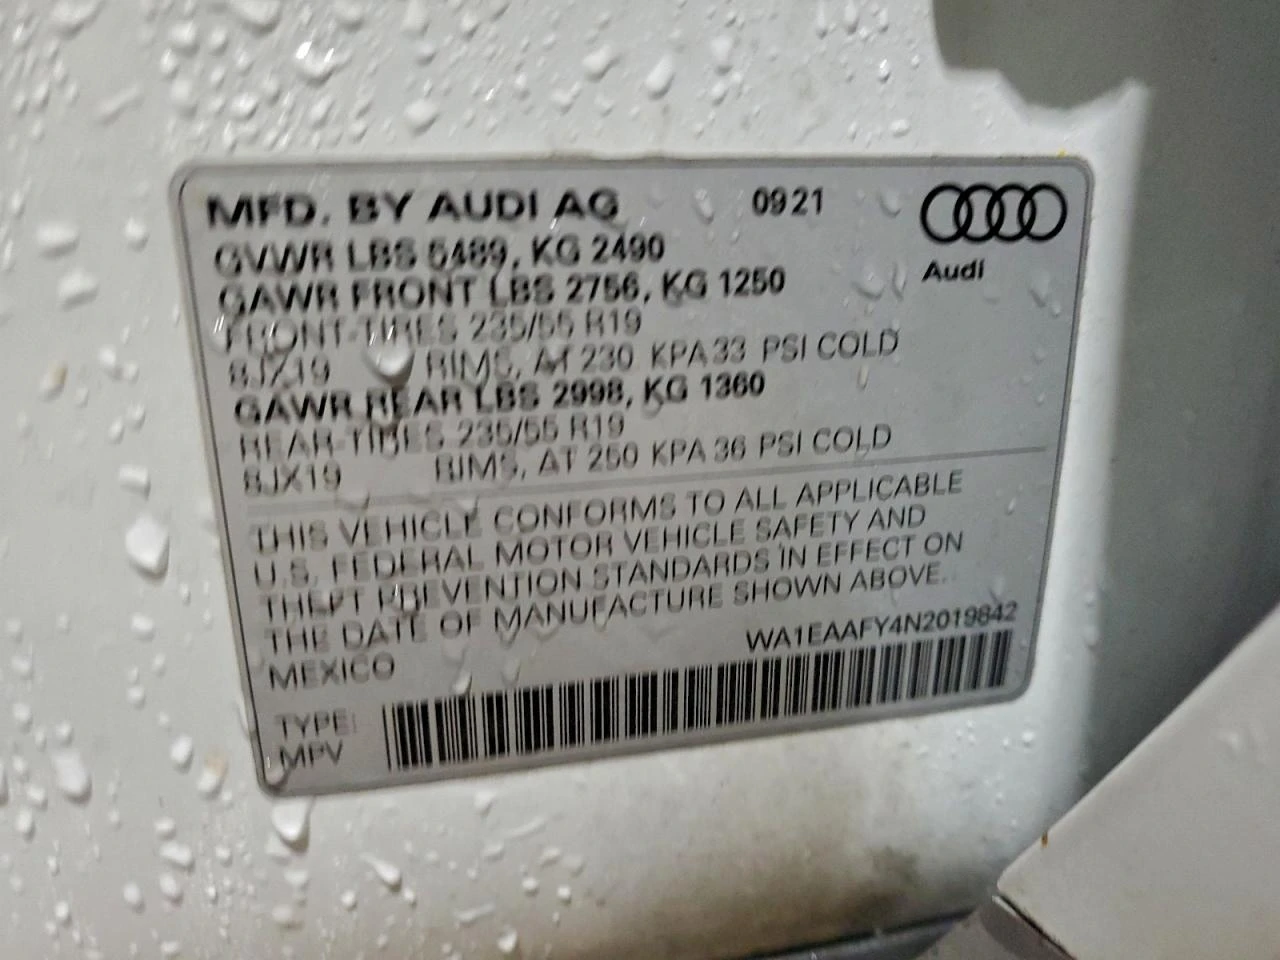 MFD. BY AUDI AG 0921
GVWR LBS 5489, KG 2490
Audi
GAWR FRONT LBS 2756, KG 1250
FRONT-TIRES 235/55 R19
8JX19 RIMS, AT 230 KPA 33 PSI COLD
GAWR REAR LBS 2998, KG 1360
REAR-TIRES 235/55 R19
8JX19 RIMS, AT 250 KPA 36 PSI COLD
THIS VEHICLE CONFORMS TO ALL APPLICABLE
U.S. FEDERAL MOTOR VEHICLE SAFETY AND
THEFT PREVENTION STANDARDS IN EFFECT ON
THE DATE OF MANUFACTURE SHOWN ABOVE.
WA1EAAFY4N2019842
MEXICO
TYPE:
MPV